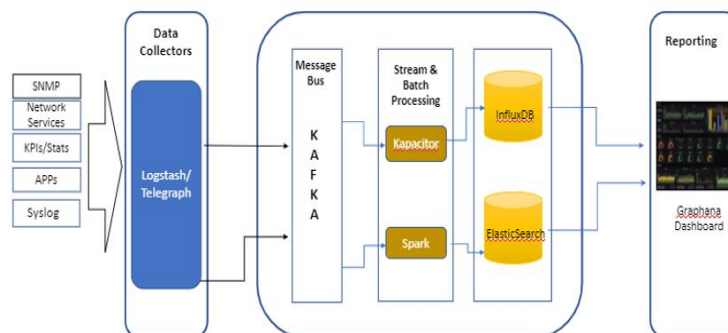 Data
Collectors
Reporting
Message
Bus
Stream &
Batch
Processing
SNMP
Network
Services
KPIs/Stats
APPs
Syslog
Logstash/
Telegraph
K
A
F
K
A
Kapacitor
Spark
InfluxDB
ElasticSearch
Graphana
Dashboard